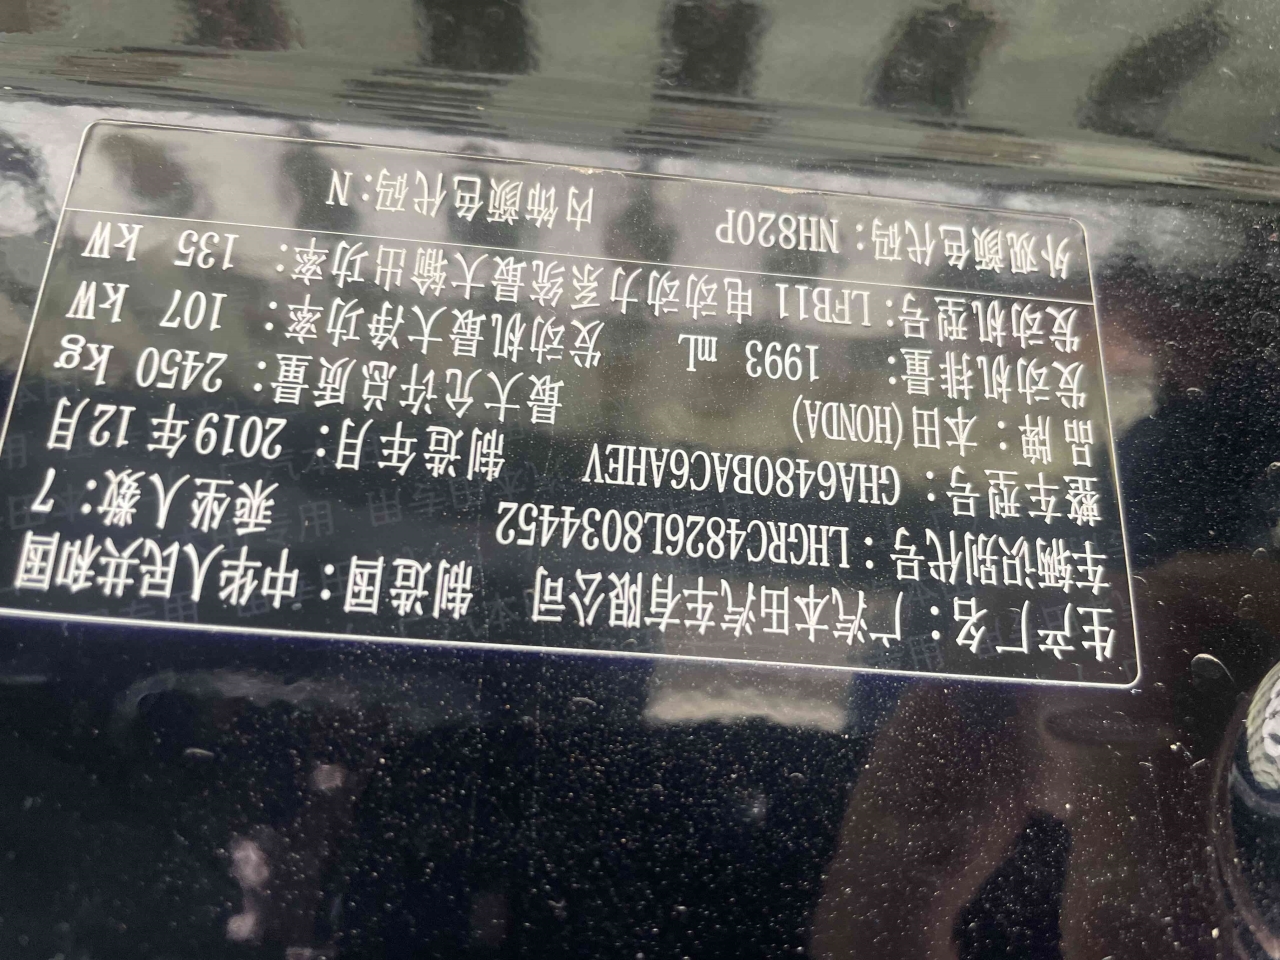 生产厂名：广汽本田汽车有限公司 制造国：中华人民共和国
车辆识别代号：LHGRC4826L8034452 乘坐人数：7
整车型号：GHA6480BAC6AHEV 制造年月：2019年12月
品牌：本田(HONDA) 最大允许总质量：2450 kg
发动机排量： 1993 mL 发动机最大净功率： 107 kW
发动机型号：LFB11 电动动力系统最大输出功率： 135 kW
外观颜色代码：NH820P 内饰颜色代码：N